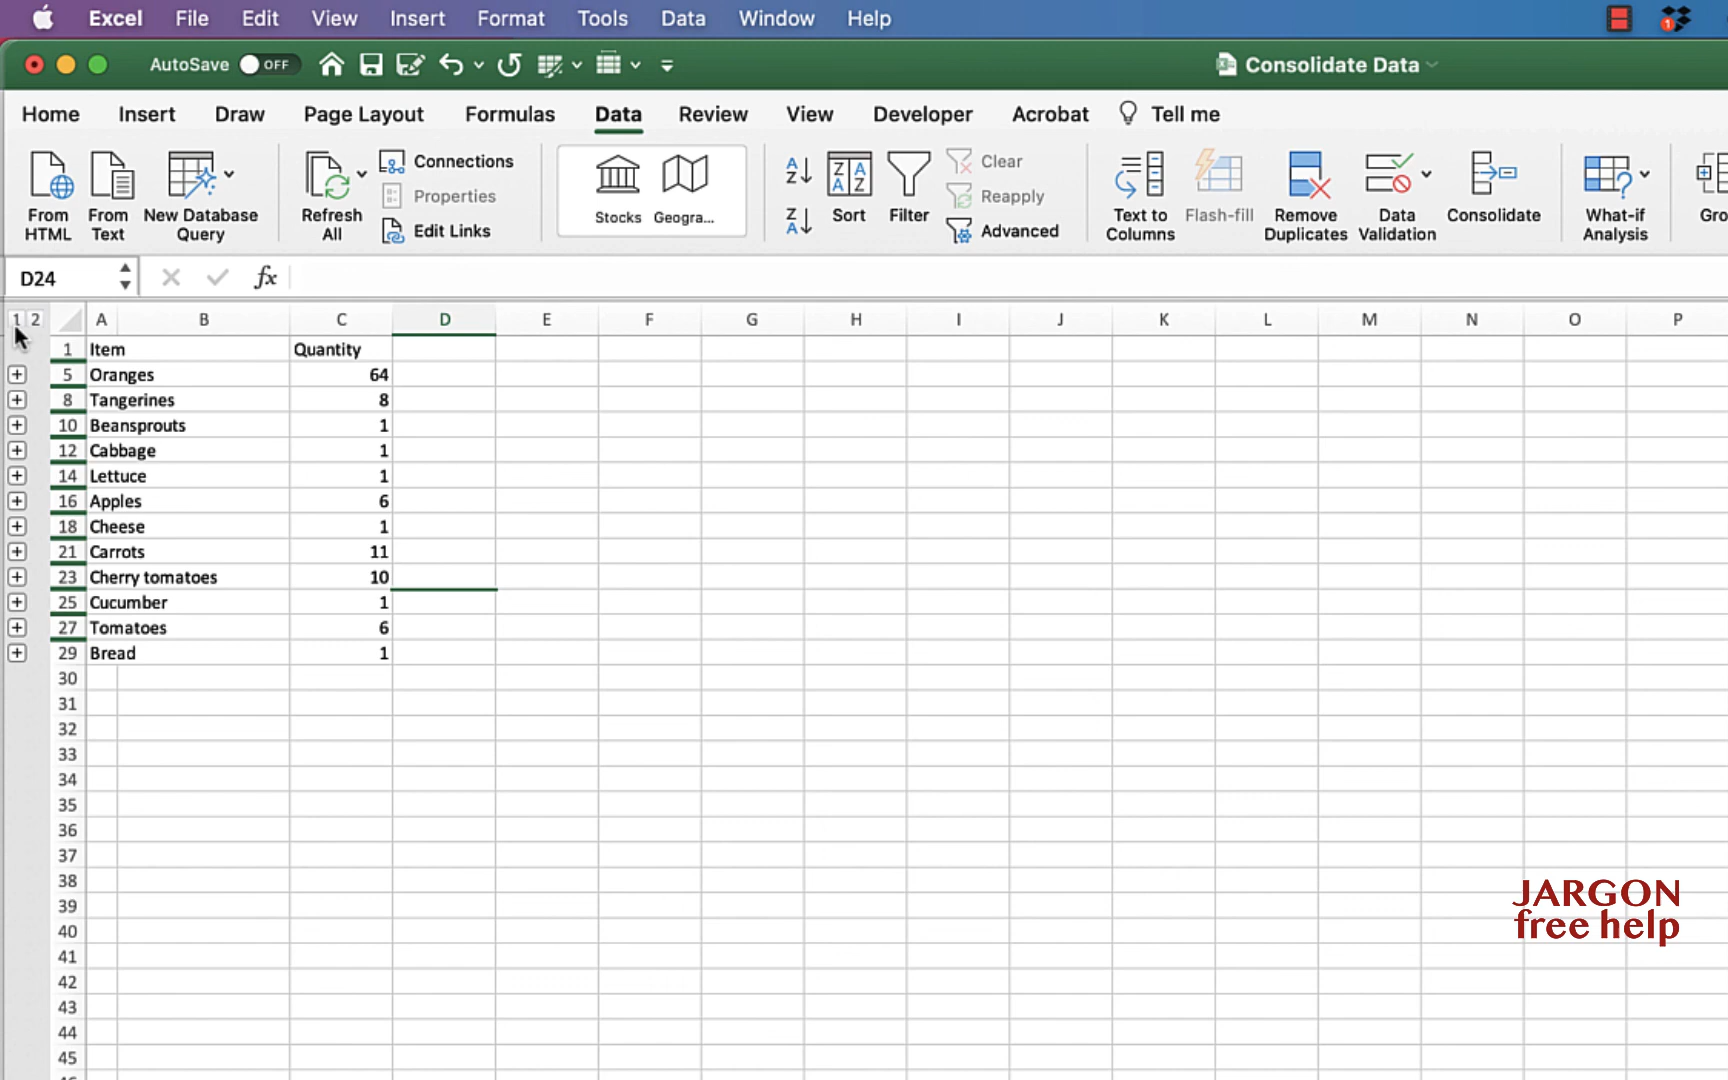 Excel File Edit View Insert Format Tools Data Window Help 1
AutoSave OFF Consolidate Data
Home Insert Draw Page Layout Formulas Data Review View Developer Acrobat Tell me
From HTML
From Text
New Database Query
Refresh All
Connections
Properties
Edit Links
Stocks Geogra...
A Z
Z A
Z A A Z
Sort
Filter
Clear
Reapply
Advanced
Text to Columns
Flash-fill
Remove Duplicates
Data Validation
Consolidate
What-if Analysis
Gro
D24 fx
1 2 A B C D E F G H I J K L M N O P
1 Item Quantity
5 Oranges 64
8 Tangerines 8
10 Beansprouts 1
12 Cabbage 1
14 Lettuce 1
16 Apples 6
18 Cheese 1
21 Carrots 11
23 Cherry tomatoes 10
25 Cucumber 1
27 Tomatoes 6
29 Bread 1
30
31
32
33
34
35
36
37
38
39
40
41
42
43
44
45
JARGON
free help